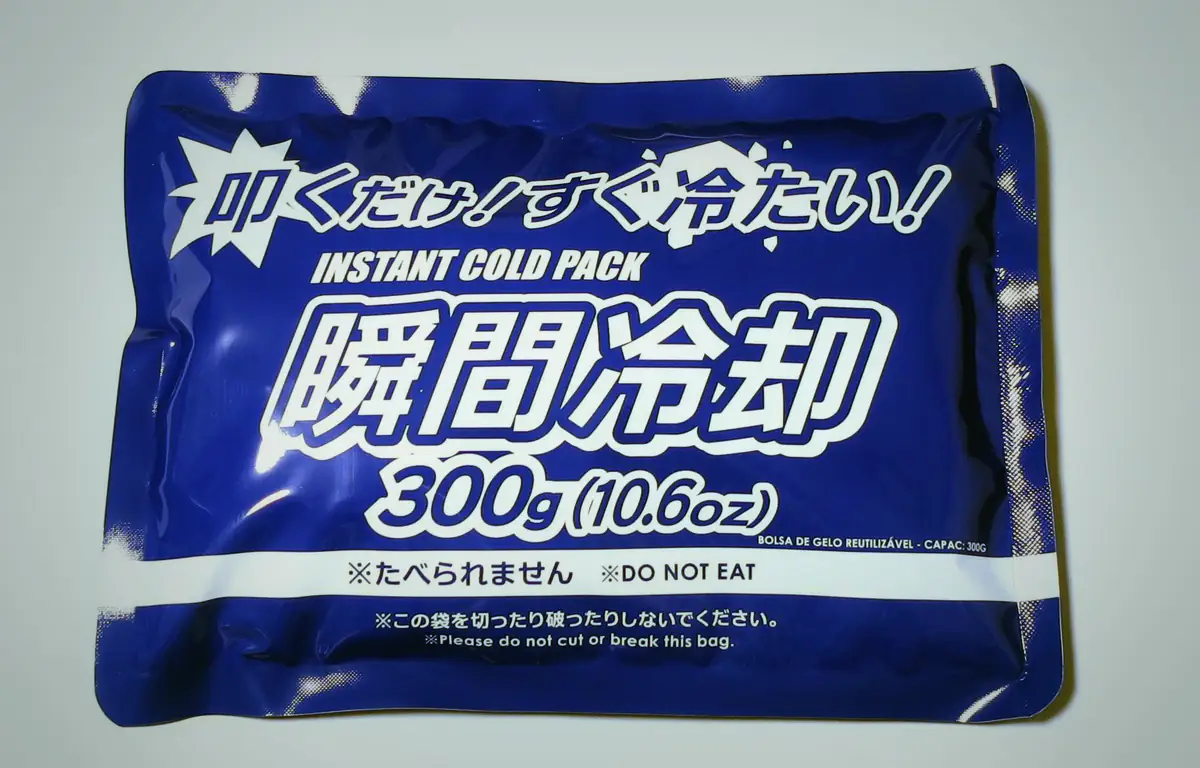 叩くだけ!すぐ冷たい!
INSTANT COLD PACK
瞬間冷却
300g(10.6oz)
BOLSA DE GELO REUTILIZÁVEL - CAPAC: 300G
※たべられません ※DO NOT EAT
※この袋を切ったり破ったりしないでください。
※Please do not cut or break this bag.